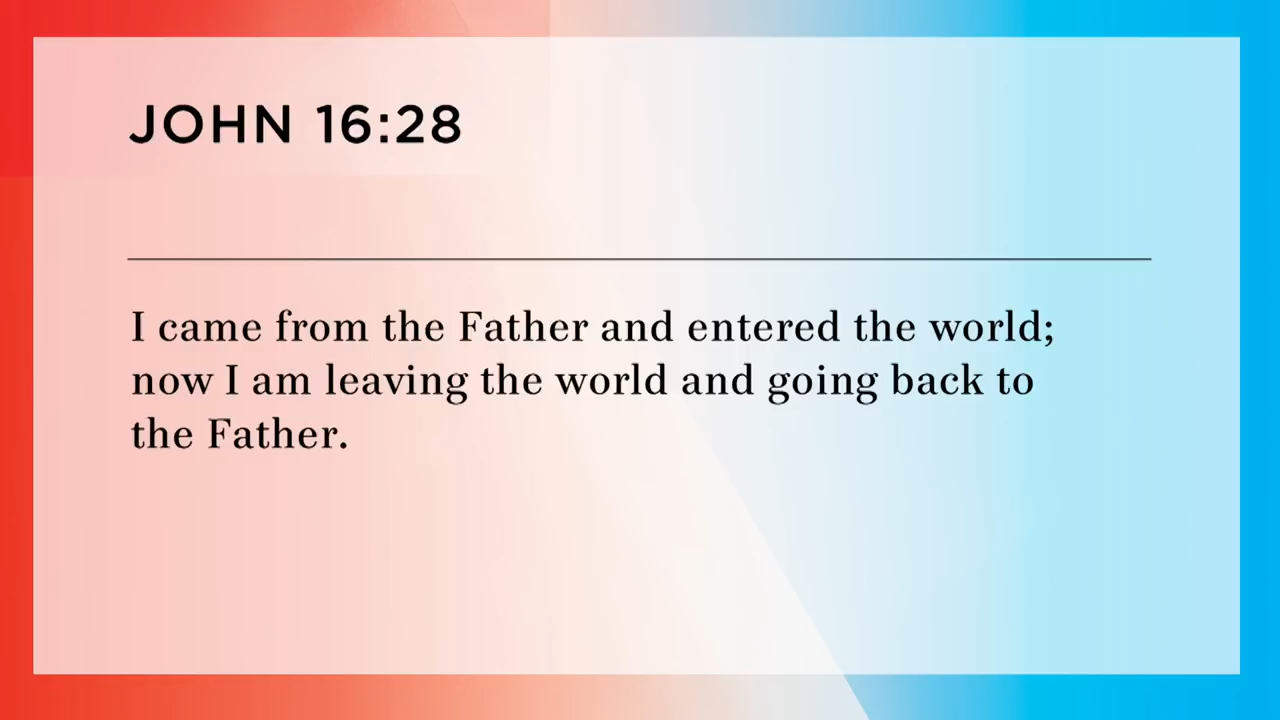 JOHN 16:28
I came from the Father and entered the world;
now I am leaving the world and going back to
the Father.